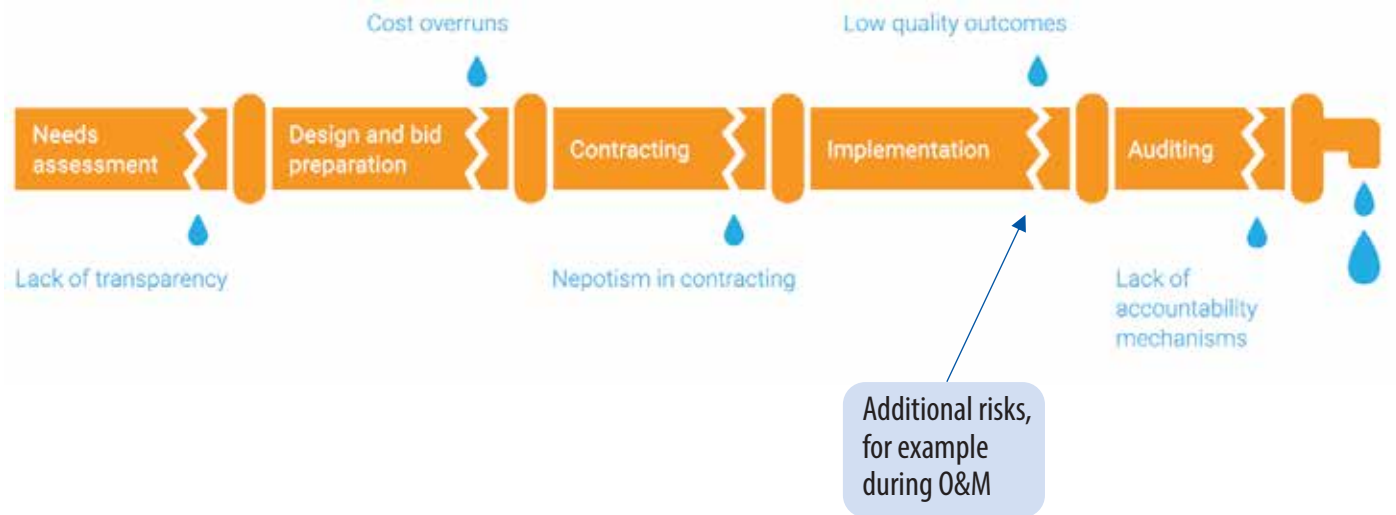 Cost overruns
Low quality outcomes
Needs
assessment
Design and bid
preparation
Contracting
Implementation
Auditing
Lack of transparency
Nepotism in contracting
Lack of
accountability
mechanisms
Additional risks,
for example
during O&M